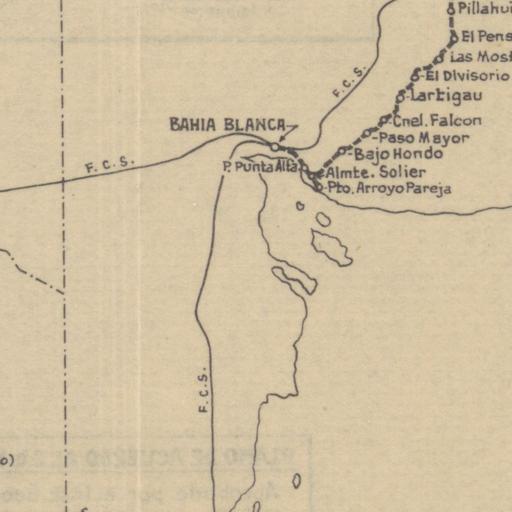 Pillahui
El Pens
Las Most
El Divisorio
F.C.S.
Lartigau
Cnel. Falcon
BAHIA BLANCA
Paso Mayor
Bajo Hondo
F.C.S.
P. Punta Alta
Almte. Solier
Pto. Arroyo Pareja
F.C.S.
o)